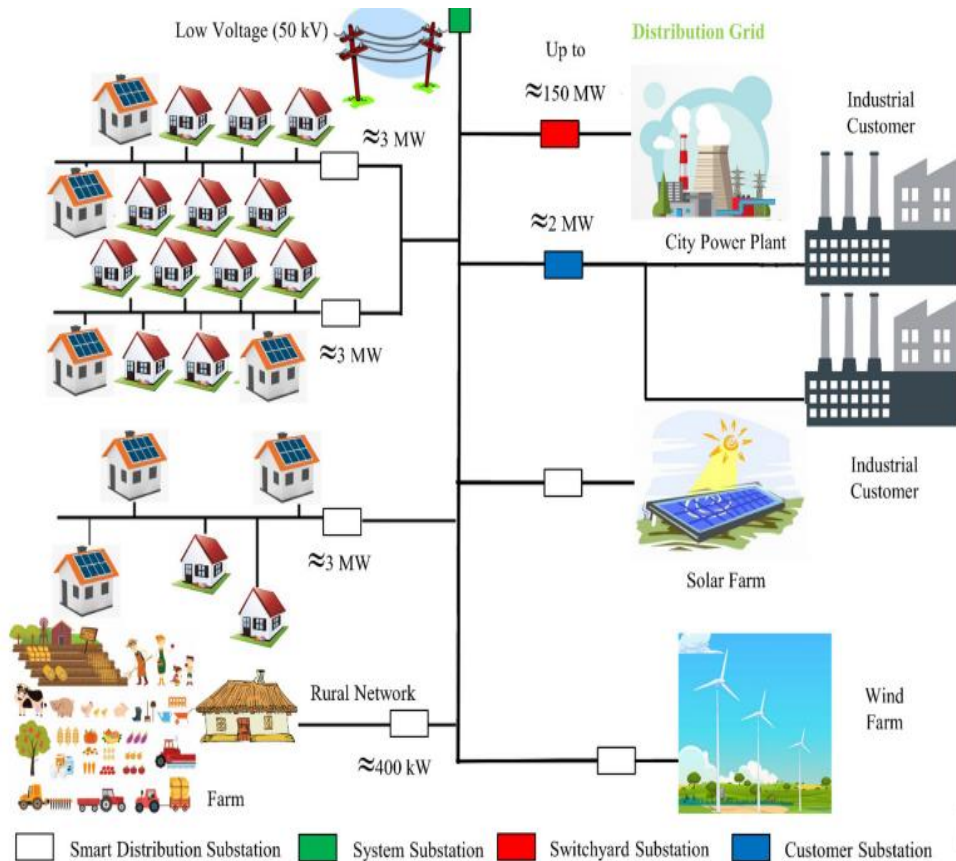 Low Voltage (50 kV)
Up to
≈150 MW
Distribution Grid
Industrial
Customer
≈3 MW
≈2 MW
City Power Plant
≈3 MW
Industrial
Customer
≈3 MW
Solar Farm
Rural Network
Wind
Farm
≈400 kW
Farm
Smart Distribution Substation
System Substation
Switchyard Substation
Customer Substation